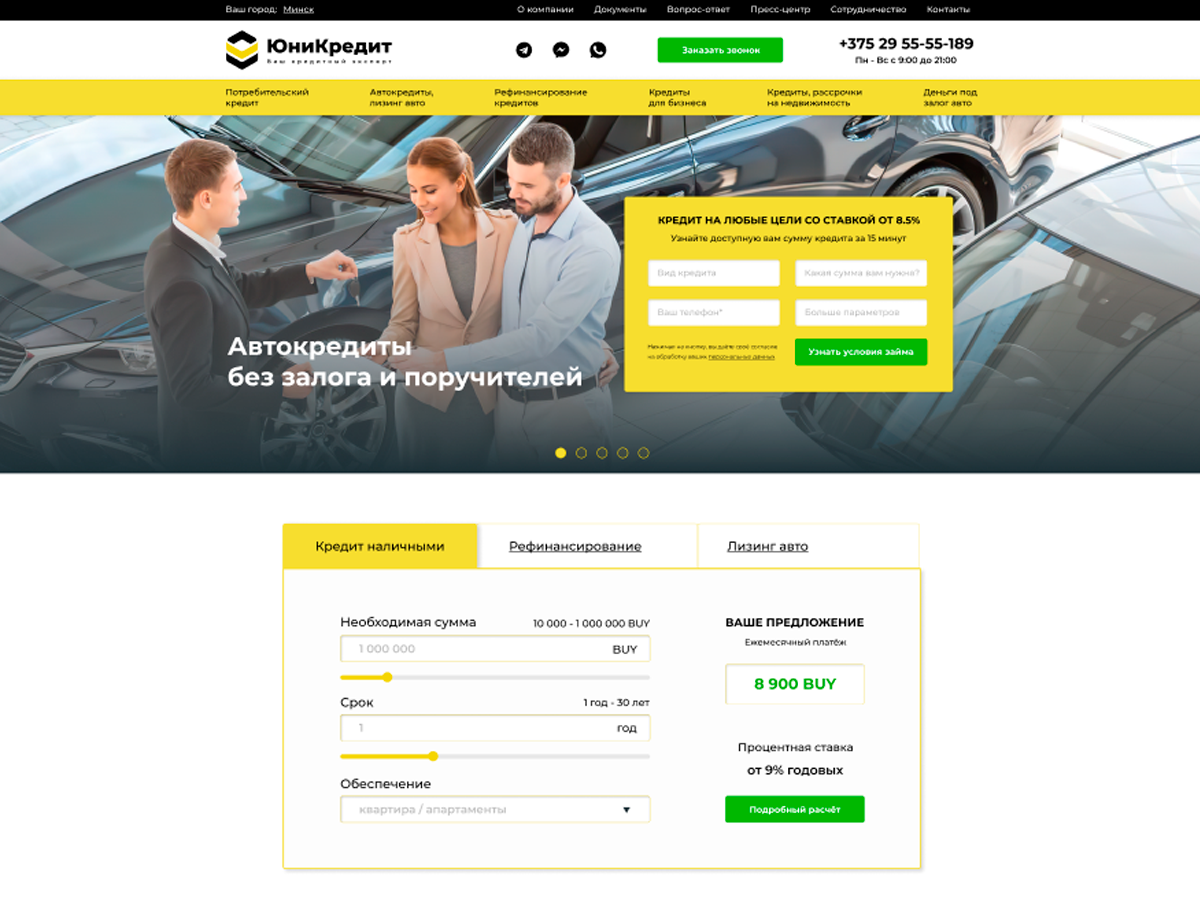 Ваш город: Минск
О компании Документы Вопрос-ответ Пресс-центр Сотрудничество Контакты
ЮниКредит
Ваш кредитный эксперт
Заказать звонок
+375 29 55-55-189
Пн - Вс с 9:00 до 21:00
Потребительский
кредит
Автокредиты,
лизинг авто
Рефинансирование
кредитов
Кредиты
для бизнеса
Кредиты, рассрочки
на недвижимость
Деньги под
залог авто
Автокредиты
без залога и поручителей
КРЕДИТ НА ЛЮБЫЕ ЦЕЛИ СО СТАВКОЙ ОТ 8.5%
Узнайте доступную вам сумму кредита за 15 минут
Вид кредита
Какая сумма вам нужна?
Ваш телефон*
Больше параметров
Нажимая на кнопку, вы даёте своё согласие
на обработку ваших персональных данных
Узнать условия займа
Кредит наличными
Рефинансирование
Лизинг авто
Необходимая сумма 10 000 - 1 000 000 BUY
1 000 000 BUY
Срок 1 год - 30 лет
1 год
Обеспечение
квартира / апартаменты
ВАШЕ ПРЕДЛОЖЕНИЕ
Ежемесячный платёж
8 900 BUY
Процентная ставка
от 9% годовых
Подробный расчёт